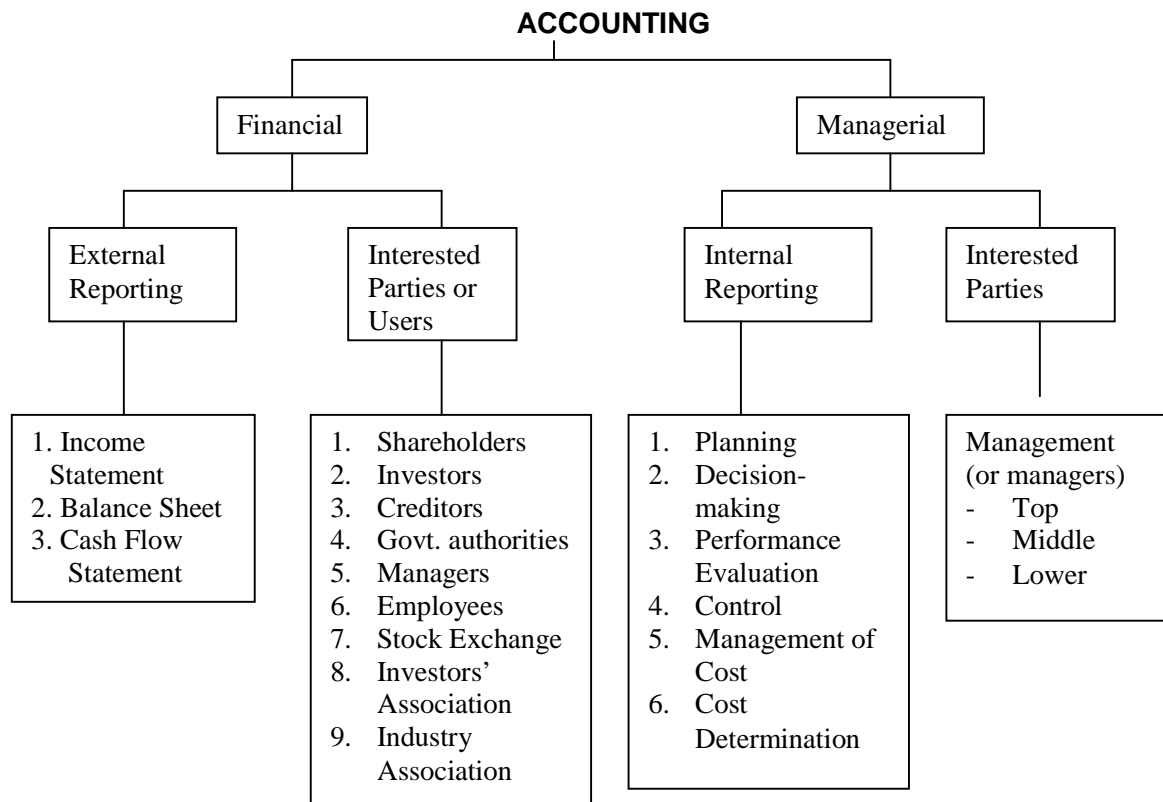 ACCOUNTING
Financial
Managerial
External
Reporting
Interested
Parties or
Users
Internal
Reporting
Interested
Parties
1. Income
Statement
2. Balance Sheet
3. Cash Flow
Statement
1. Shareholders
2. Investors
3. Creditors
4. Govt. authorities
5. Managers
6. Employees
7. Stock Exchange
8. Investors’
Association
9. Industry
Association
1. Planning
2. Decision-
making
3. Performance
Evaluation
4. Control
5. Management of
Cost
6. Cost
Determination
Management
(or managers)
- Top
- Middle
- Lower